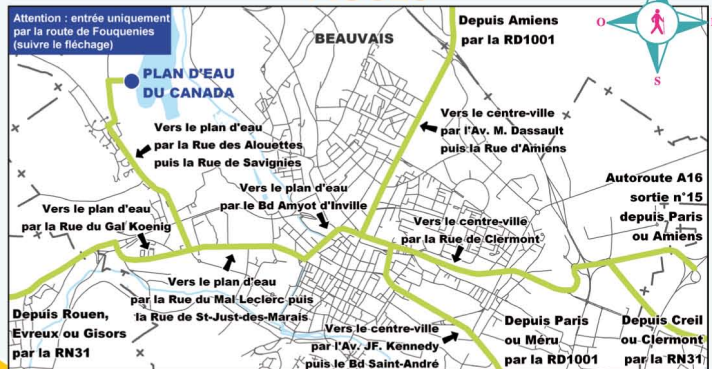 Attention : entrée uniquement
par la route de Fouquenies
(suivre le fléchage)
BEAUVAIS
Depuis Amiens
par la RD1001
O
S
PLAN D'EAU
DU CANADA
Vers le plan d'eau
par la Rue des Alouettes
puis la Rue de Savignies
Vers le centre-ville
par l'Av. M. Dassault
puis la Rue d'Amiens
Vers le plan d'eau
par le Bd Amyot d'Inville
Autoroute A16
sortie n°15
depuis Paris
ou Amiens
Vers le plan d'eau
par la Rue du Gal Koenig
Vers le centre-ville
par la Rue de Clermont
Vers le plan d'eau
par la Rue du Mal Leclerc puis
la Rue de St-Just-des-Marais
Depuis Rouen,
Evreux ou Gisors
par la RN31
Vers le centre-ville
par l'Av. JF. Kennedy
puis le Bd Saint-André
Depuis Paris
ou Méru
par la RD1001
Depuis Creil
ou Clermont
par la RN31